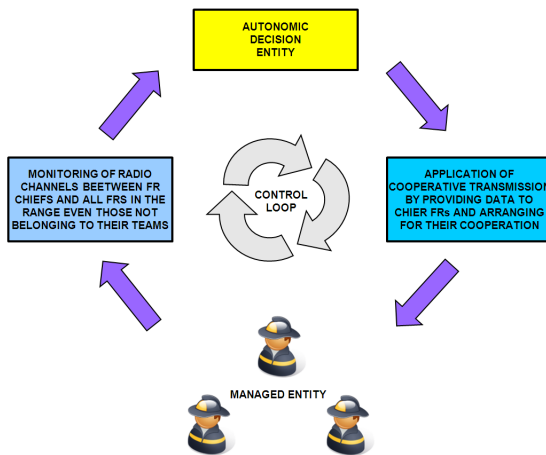 AUTONOMIC
DECISION
ENTITY
MONITORING OF RADIO
CHANNELS BEETWEEN FR
CHIEFS AND ALL FRS IN THE
RANGE EVEN THOSE NOT
BELONGING TO THEIR TEAMS
CONTROL
LOOP
APPLICATION OF
COOPERATIVE TRANSMISSION
BY PROVIDING DATA TO
CHIER FRs AND ARRANGING
FOR THEIR COOPERATION
MANAGED ENTITY